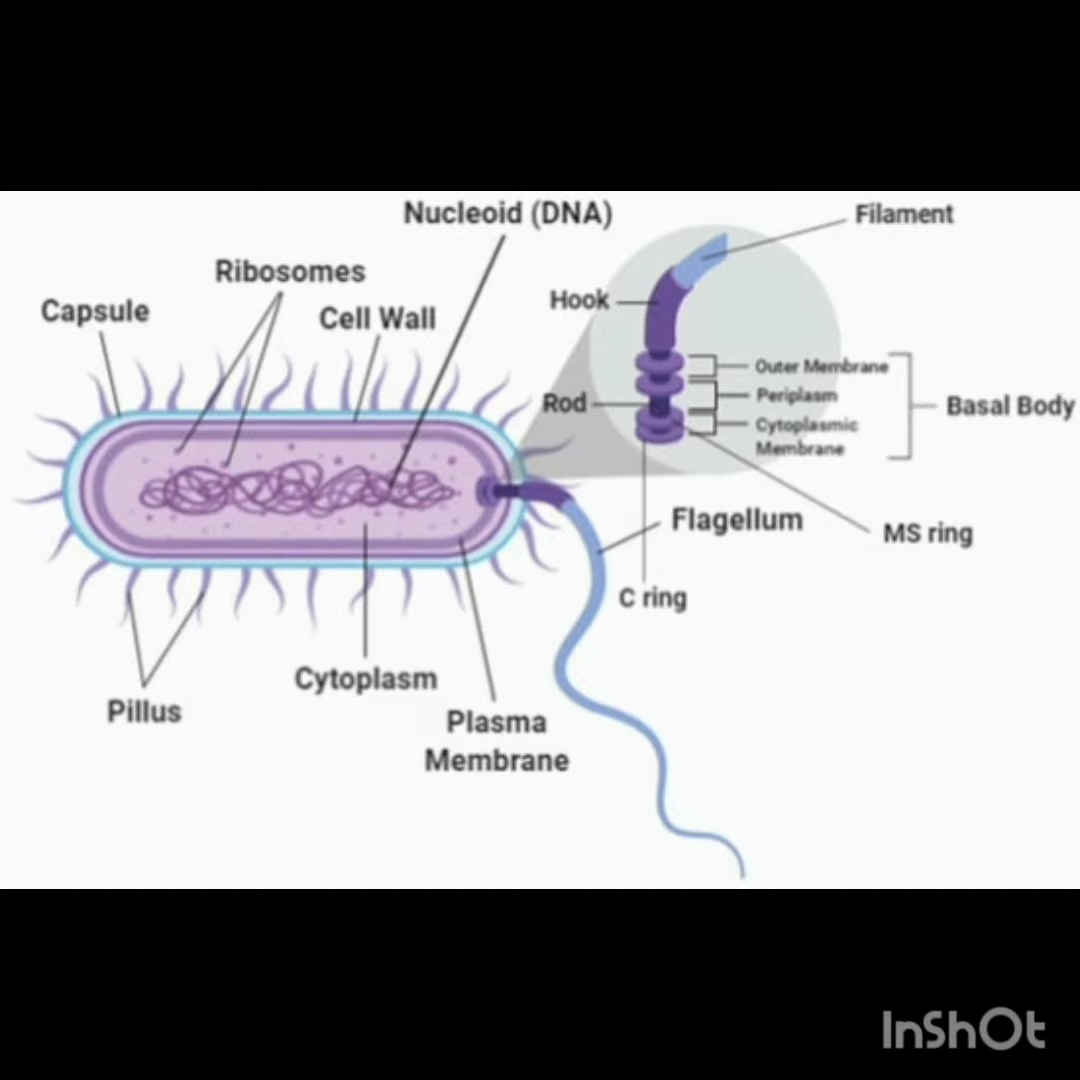 Nucleoid (DNA)
Filament
Ribosomes
Capsule
Cell Wall
Hook
Outer Membrane
Rod
Periplasm
Basal Body
Cytoplasmic
Membrane
Flagellum
MS ring
C ring
Cytoplasm
Pillus
Plasma
Membrane
InShOt